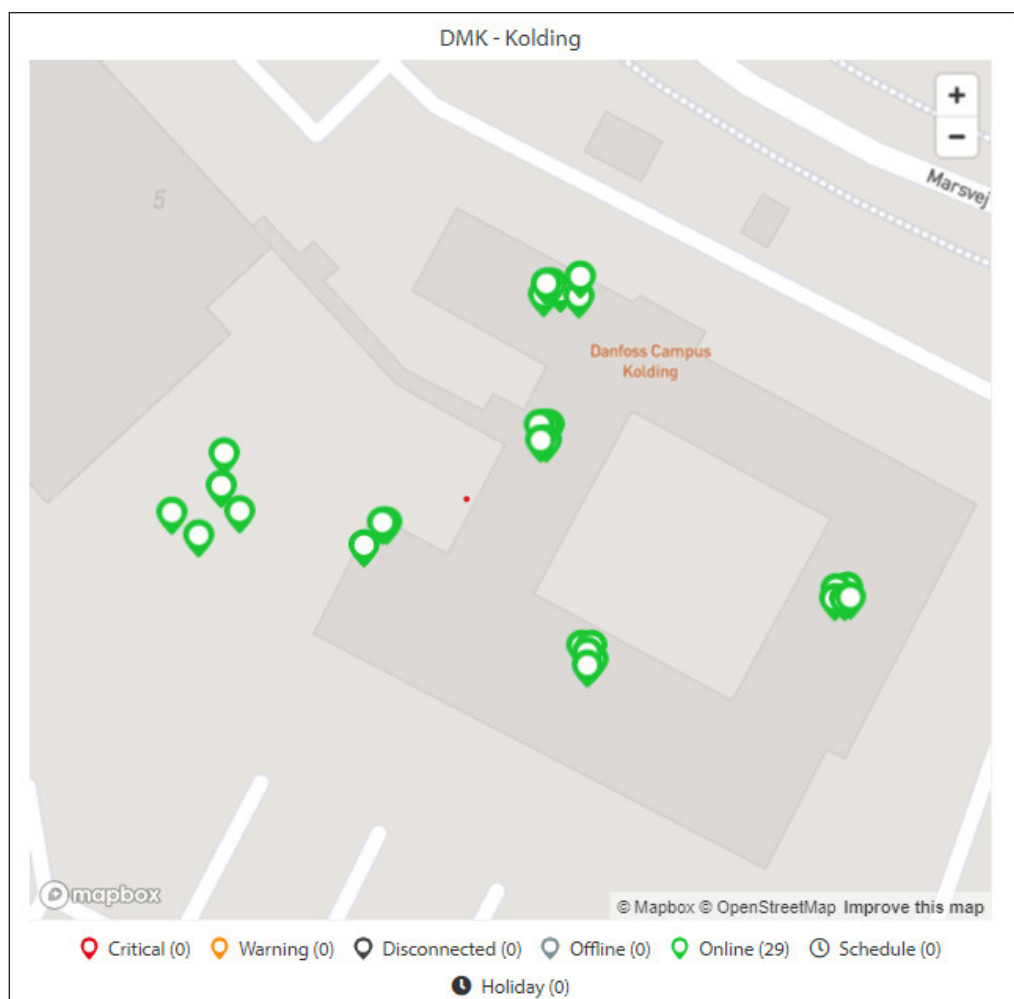 DMK - Kolding
5
+
Marsvej
−
Danfoss Campus
Kolding
mapbox
© Mapbox © OpenStreetMap Improve this map
Critical (0) Warning (0) Disconnected (0) Offline (0) Online (29) Schedule (0)
Holiday (0)